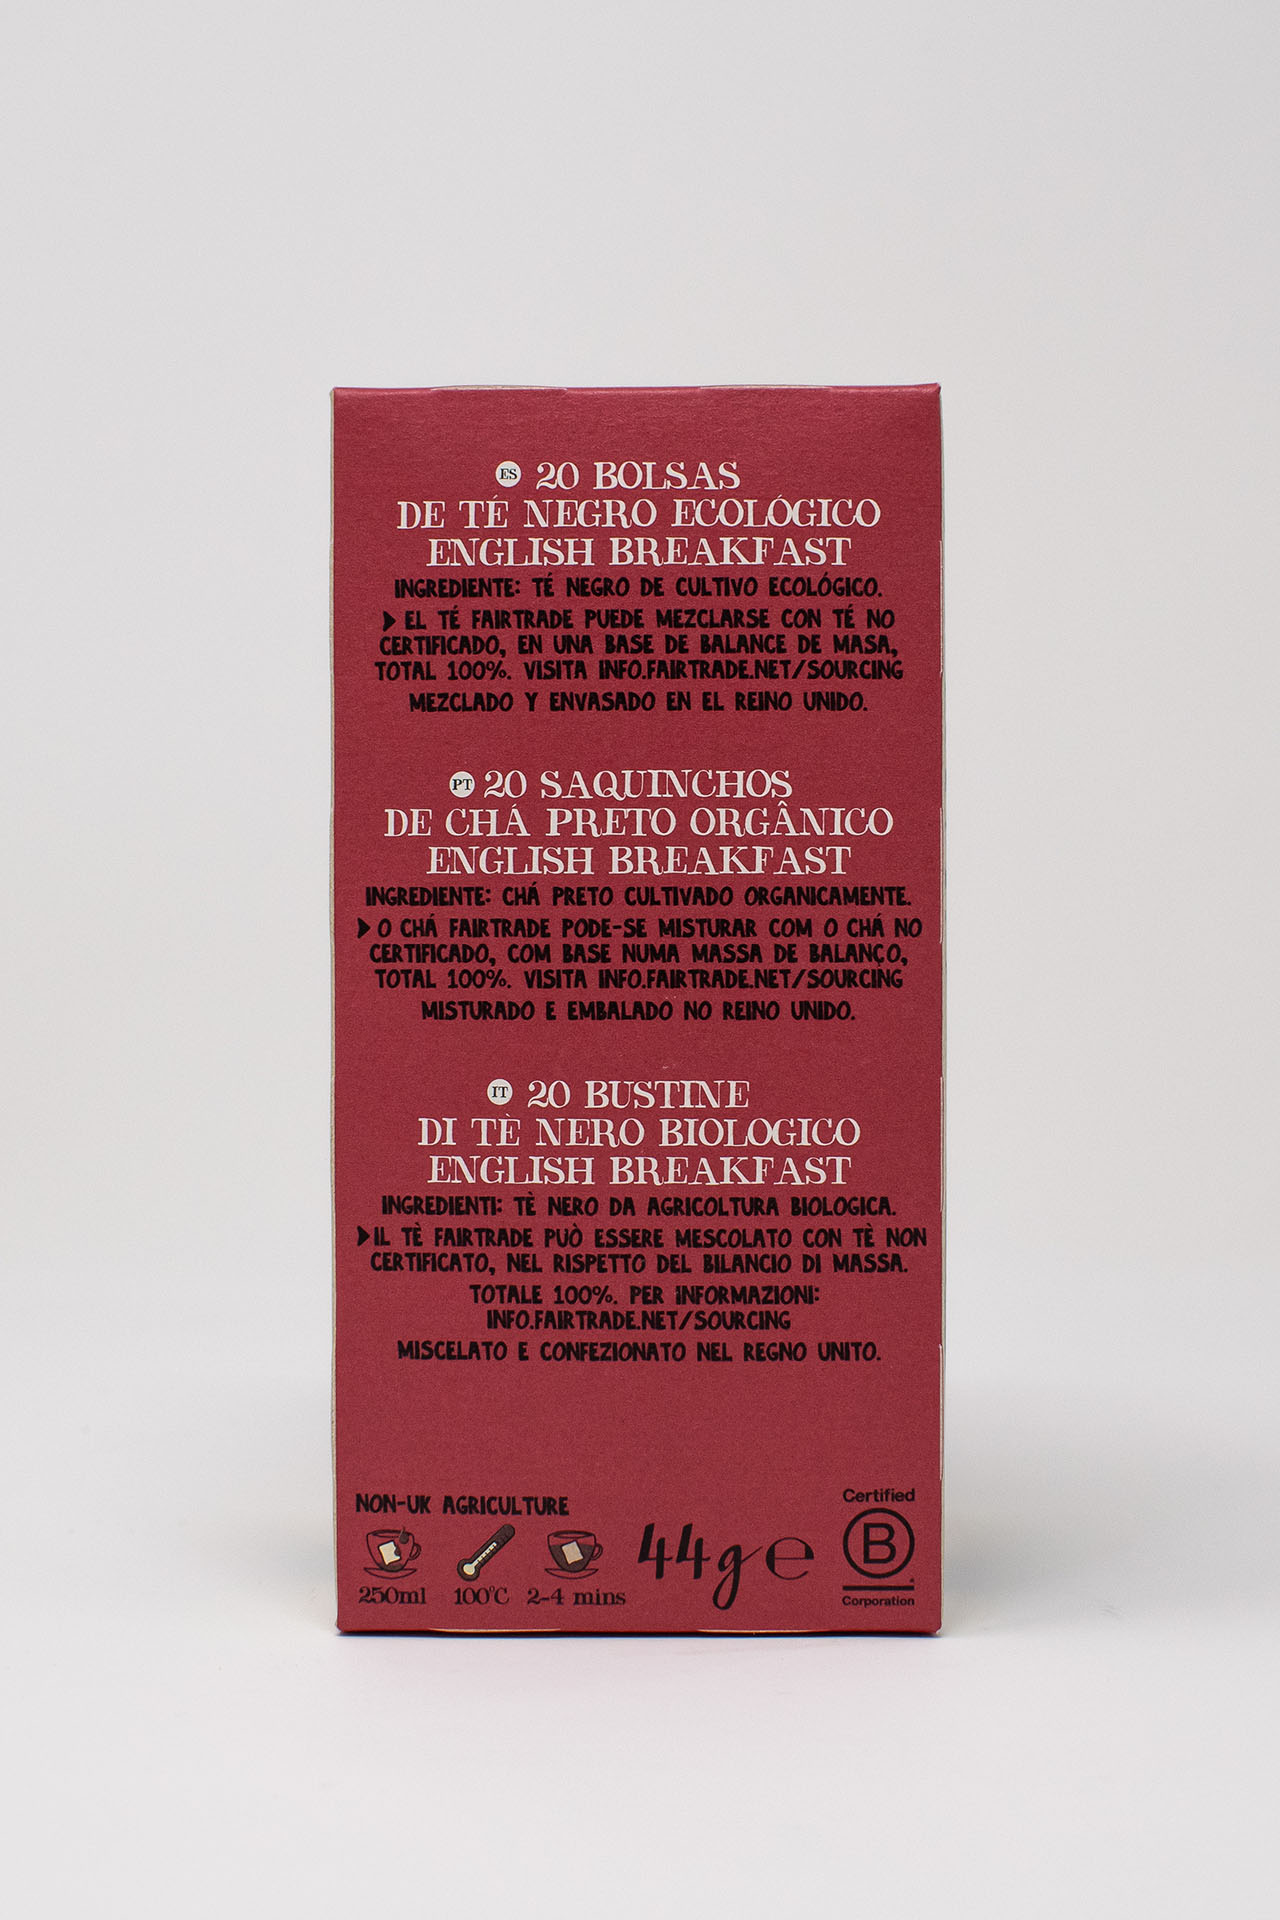 ES 20 BOLSAS
DE TÉ NEGRO ECOLÓGICO
ENGLISH BREAKFAST
INGREDIENTE: TÉ NEGRO DE CULTIVO ECOLÓGICO.
EL TÉ FAIRTRADE PUEDE MEZCLARSE CON TÉ NO
CERTIFICADO, EN UNA BASE DE BALANCE DE MASA,
TOTAL 100%. VISITA INFO.FAIRTRADE.NET/SOURCING
MEZCLADO Y ENVASADO EN EL REINO UNIDO.
PT 20 SAQUINCHOS
DE CHÁ PRETO ORGÂNICO
ENGLISH BREAKFAST
INGREDIENTE: CHÁ PRETO CULTIVADO ORGANICAMENTE.
O CHÁ FAIRTRADE PODE-SE MISTURAR COM O CHÁ NO
CERTIFICADO, COM BASE NUMA MASSA DE BALANÇO,
TOTAL 100%. VISITA INFO.FAIRTRADE.NET/SOURCING
MISTURADO E EMBALADO NO REINO UNIDO.
IT 20 BUSTINE
DI TÈ NERO BIOLOGICO
ENGLISH BREAKFAST
INGREDIENTI: TÈ NERO DA AGRICOLTURA BIOLOGICA.
IL TÈ FAIRTRADE PUÒ ESSERE MESCOLATO CON TÈ NON
CERTIFICATO, NEL RISPETTO DEL BILANCIO DI MASSA.
TOTALE 100%. PER INFORMAZIONI:
INFO.FAIRTRADE.NET/SOURCING
MISCELATO E CONFEZIONATO NEL REGNO UNITO.
NON-UK AGRICULTURE
250ml 100°C 2-4 mins
44g e
Certified
B
Corporation